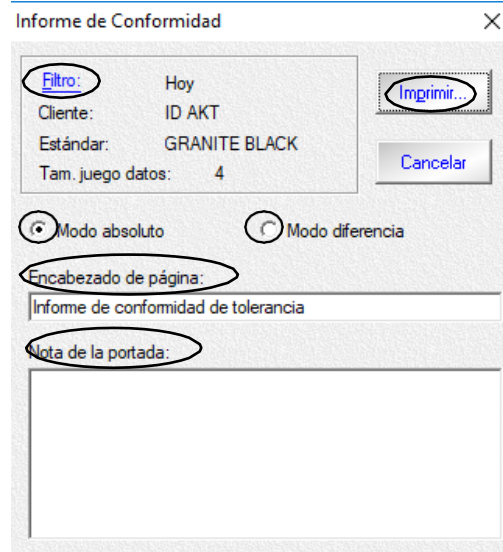 Informe de Conformidad
Filtro: Hoy
Imprimir...
Cliente: ID AKT
Estándar: GRANITE BLACK
Cancelar
Tam. juego datos: 4
Modo absoluto Modo diferencia
Encabezado de página:
Informe de conformidad de tolerancia
Nota de la portada: